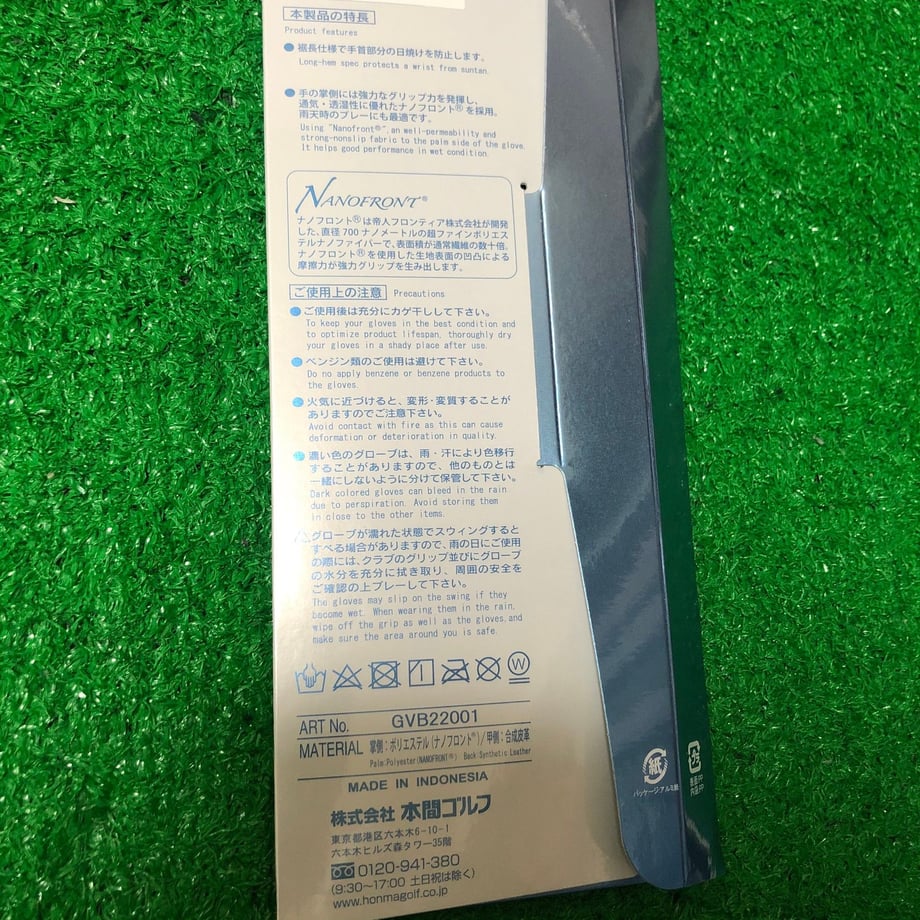 本製品の特長
Product features
裾長仕様で手首部分の日焼けを防止します。
Long-hem spec protects a wrist from suntan.
手の掌側には強力なグリップ力を発揮し、
通気・透湿性に優れたナノフロント®を採用。
雨天時のプレーにも最適です。
Using "Nanofront®", an well-permeability and
strong-nonslip fabric to the palm side of the glove.
It helps good performance in wet condition.
NANOFRONT®
ナノフロント®は帝人フロンティア株式会社が開発
した、直径700ナノメートルの超ファインポリエス
テルナノファイバーで、表面積が通常繊維の数十倍。
ナノフロント®を使用した生地表面の凹凸による
摩擦力が強力グリップを生み出します。
ご使用上の注意 Precautions
ご使用後は充分にカゲ干しして下さい。
To keep your gloves in the best condition and
to optimize product lifespan, thoroughly dry
your gloves in a shady place after use.
ベンジン類のご使用は避けて下さい。
Do no apply benzene or benzene products to
the gloves.
火気に近づけると、変形・変質することが
ありますのでご注意下さい。
Avoid contact with fire as this can cause
deformation or deterioration in quality.
濃い色のグローブは、雨・汗により色移行
することがありますので、他のものとは
一緒にしないように分けて保管して下さい。
Dark colored gloves can bleed in the rain
due to perspiration. Avoid storing them
in close to the other items.
グローブが濡れた状態でスウィングすると
すべる場合がありますので、雨の日にご使用
の際には、クラブのグリップ並びにグローブ
の水分を充分に拭き取り、周囲の安全を
ご確認の上プレーして下さい。
The gloves may slip on the swing if they
become wet. When wearing them in the rain,
wipe off the grip as well as the gloves,and
make sure the area around you is safe.
W
ART No. GVB22001
MATERIAL 掌側:ポリエステル(ナノフロント®)/甲側:合成皮革
Palm:Polyester(NANOFRONT®) Back:Synthetic Leather
MADE IN INDONESIA
株式会社 本間ゴルフ
東京都港区六本木6-10-1
六本木ヒルズ森タワー35階
0120-941-380
(9:30~17:00 土日祝は除く)
www.honmagolf.co.jp
紙
パッケージ・アルミ紙
プラ
表面:PP
内袋:PP